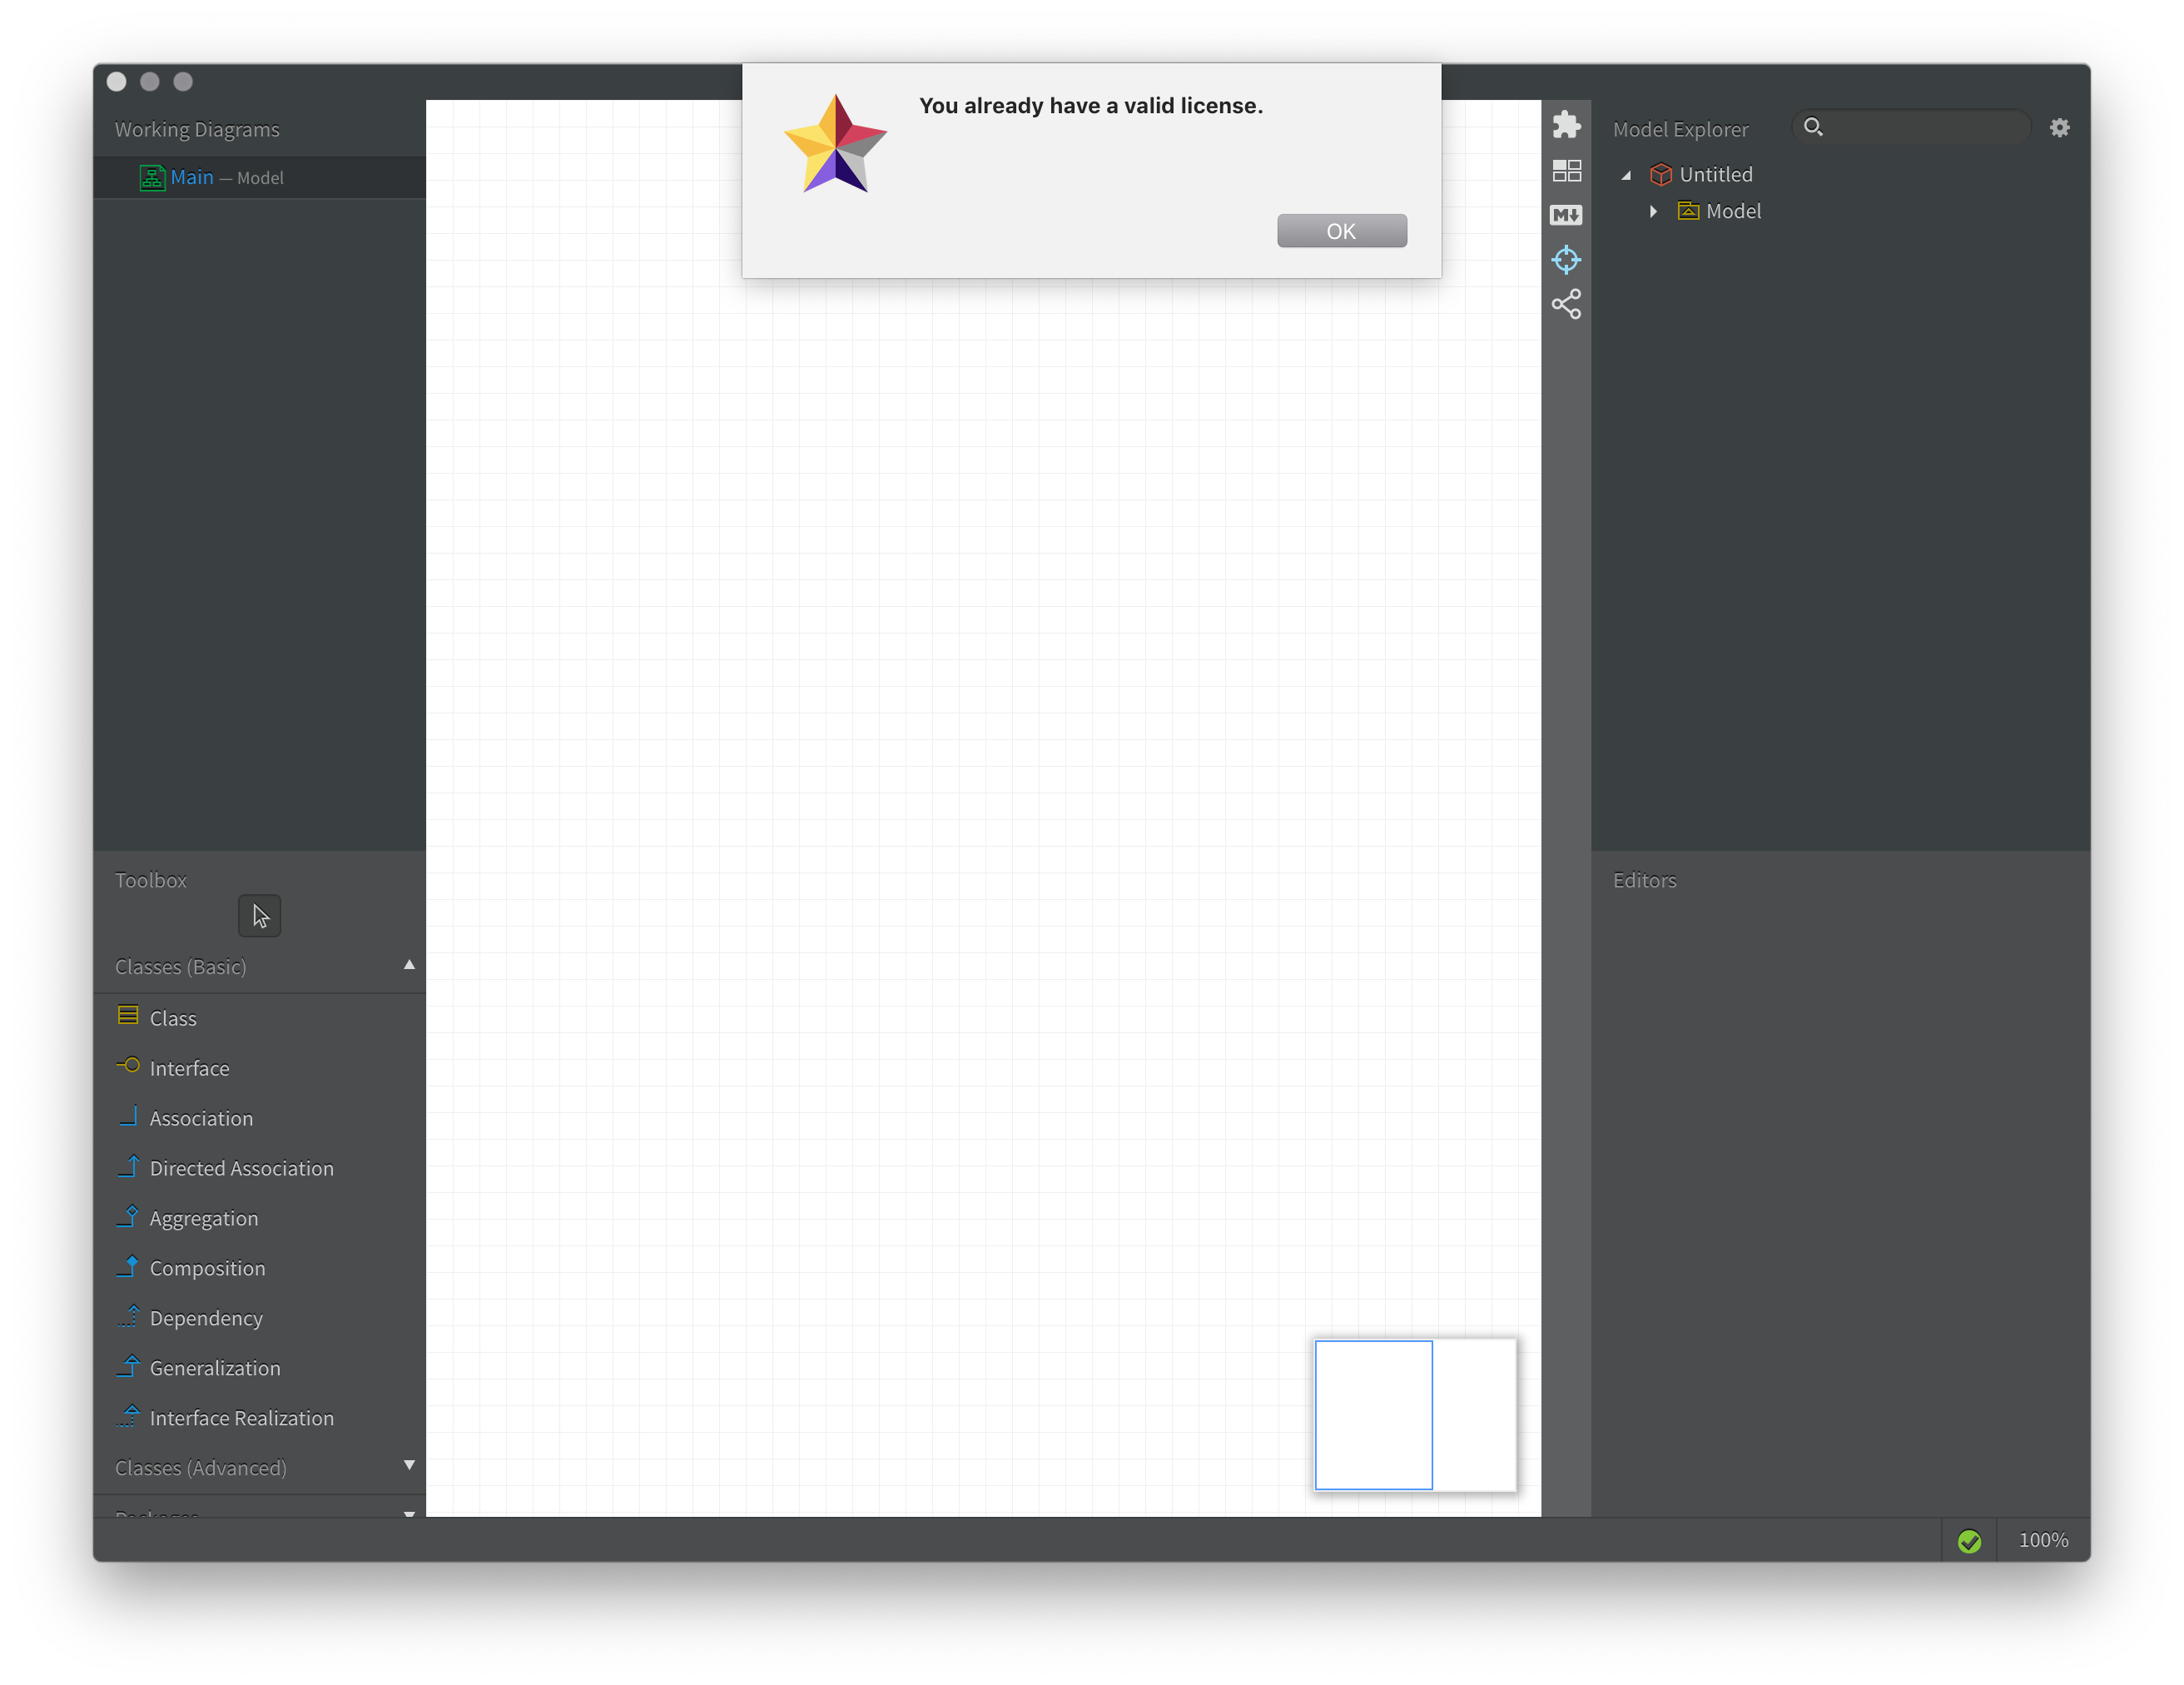 You already have a valid license.
OK
Working Diagrams
Main — Model
Toolbox
Classes (Basic)
Class
Interface
Association
Directed Association
Aggregation
Composition
Dependency
Generalization
Interface Realization
Classes (Advanced)
Packages
M
Model Explorer
Untitled
Model
Editors
100%